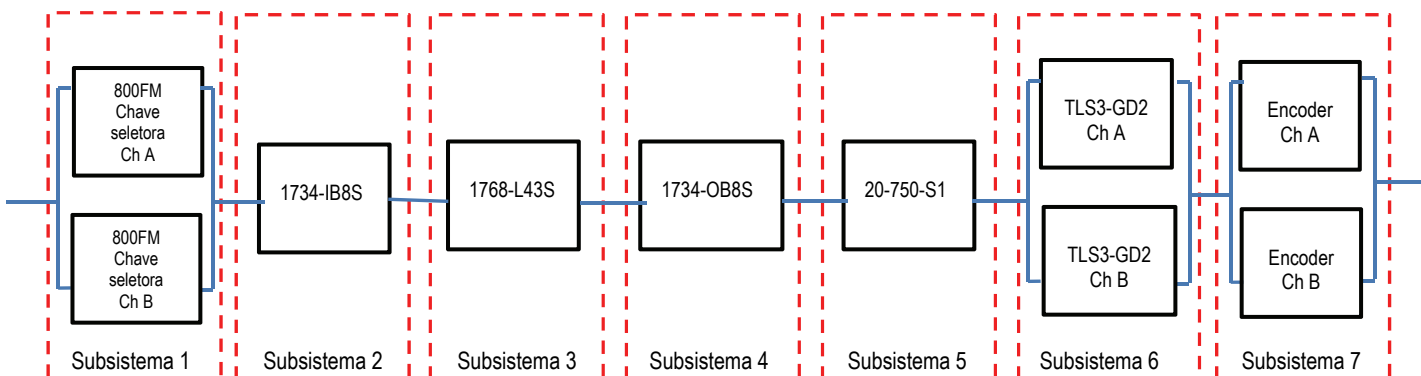 800FM
Chave
seletora
Ch A
800FM
Chave
seletora
Ch B
Subsistema 1
1734-IB8S
Subsistema 2
1768-L43S
Subsistema 3
1734-OB8S
Subsistema 4
20-750-S1
Subsistema 5
TLS3-GD2
Ch A
TLS3-GD2
Ch B
Subsistema 6
Encoder
Ch A
Encoder
Ch B
Subsistema 7